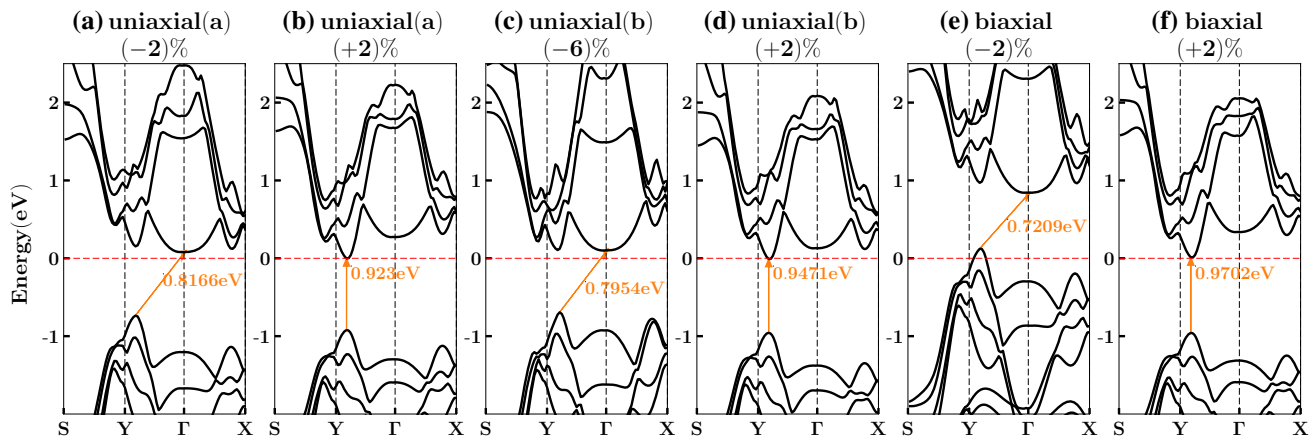 (a) uniaxial(a) (b) uniaxial(a) (c) uniaxial(b) (d) uniaxial(b) (e) biaxial (f) biaxial
(−2)% (+2)% (−6)% (+2)% (−2)% (+2)%
Energy(eV)
2 2 2 2 2 2
1 1 1 1 1 1
0 0 0 0 0 0
-1 -1 -1 -1 -1 -1
0.8166eV 0.923eV 0.7954eV 0.9471eV 0.7209eV 0.9702eV
S Y Γ X S Y Γ X S Y Γ X S Y Γ X S Y Γ X S Y Γ X